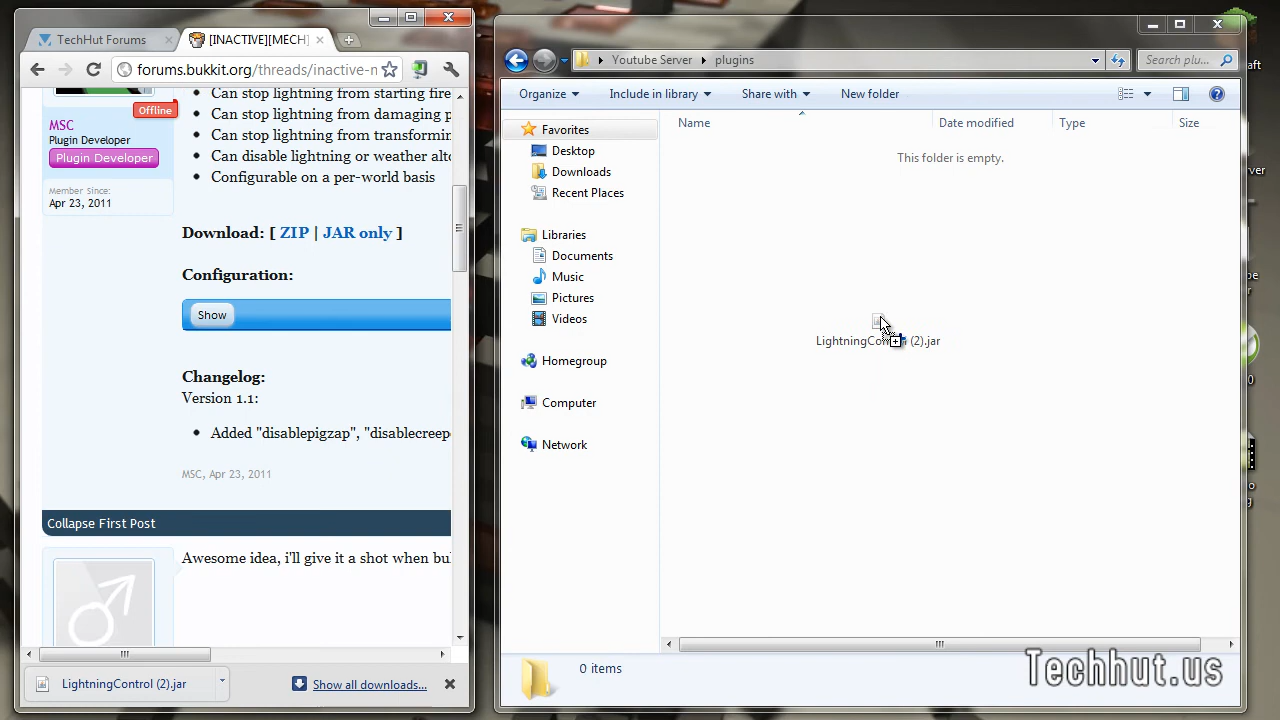 TechHut Forums
[INACTIVE][MECH
forums.bukkit.org/threads/inactive-m
Offline
MSC
Plugin Developer
Plugin Developer
Member Since:
Apr 23, 2011
Can stop lightning from starting fire
Can stop lightning from damaging p
Can stop lightning from transformin
Can disable lightning or weather alto
Configurable on a per-world basis
Download: [ ZIP | JAR only ]
Configuration:
Show
Changelog:
Version 1.1:
Added "disablepigzap", "disablecreepe
MSC, Apr 23, 2011
Collapse First Post
Awesome idea, i'll give it a shot when bu
LightningControl (2).jar
Show all downloads...
Youtube Server
plugins
Search plu...
Organize
Include in library
Share with
New folder
Name
Date modified
Type
Size
This folder is empty.
Favorites
Desktop
Downloads
Recent Places
Libraries
Documents
Music
Pictures
Videos
Homegroup
Computer
Network
(2).jar
0 items
Techhut.us
aft
rver